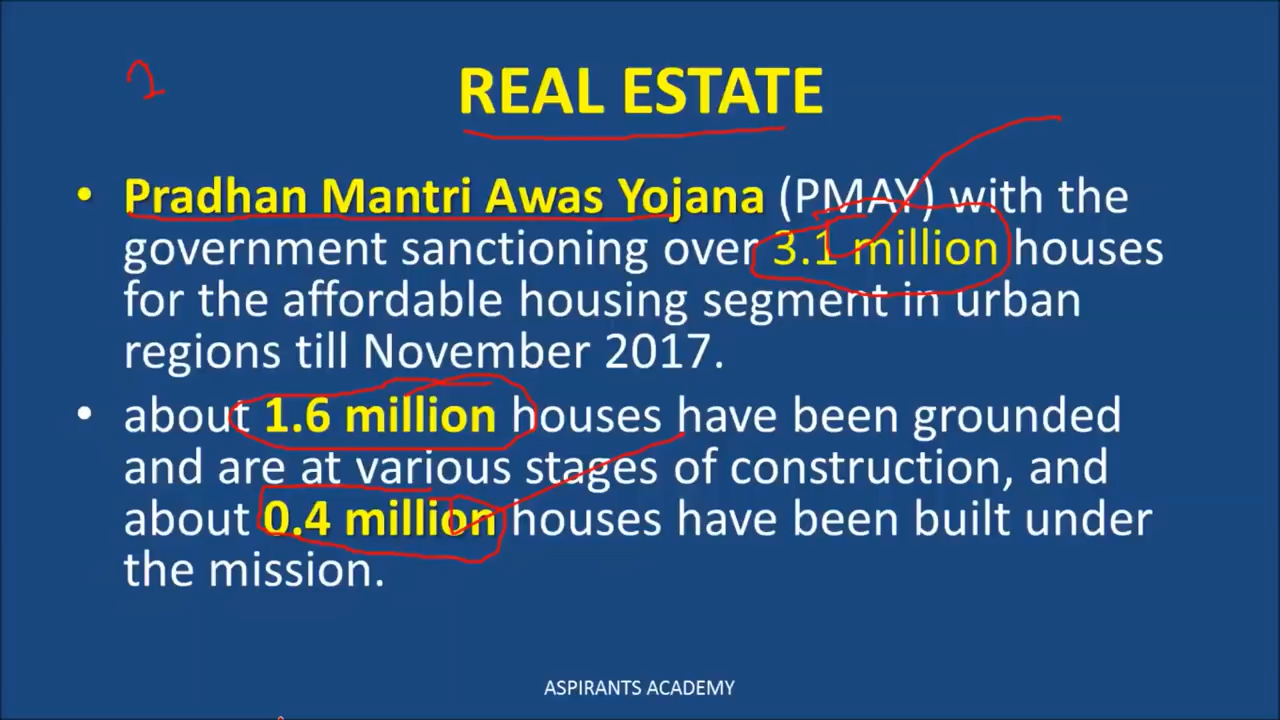 2
REAL ESTATE
• Pradhan Mantri Awas Yojana (PMAY) with the
government sanctioning over 3.1 million houses
for the affordable housing segment in urban
regions till November 2017.
• about 1.6 million houses have been grounded
and are at various stages of construction, and
about 0.4 million houses have been built under
the mission.
ASPIRANTS ACADEMY